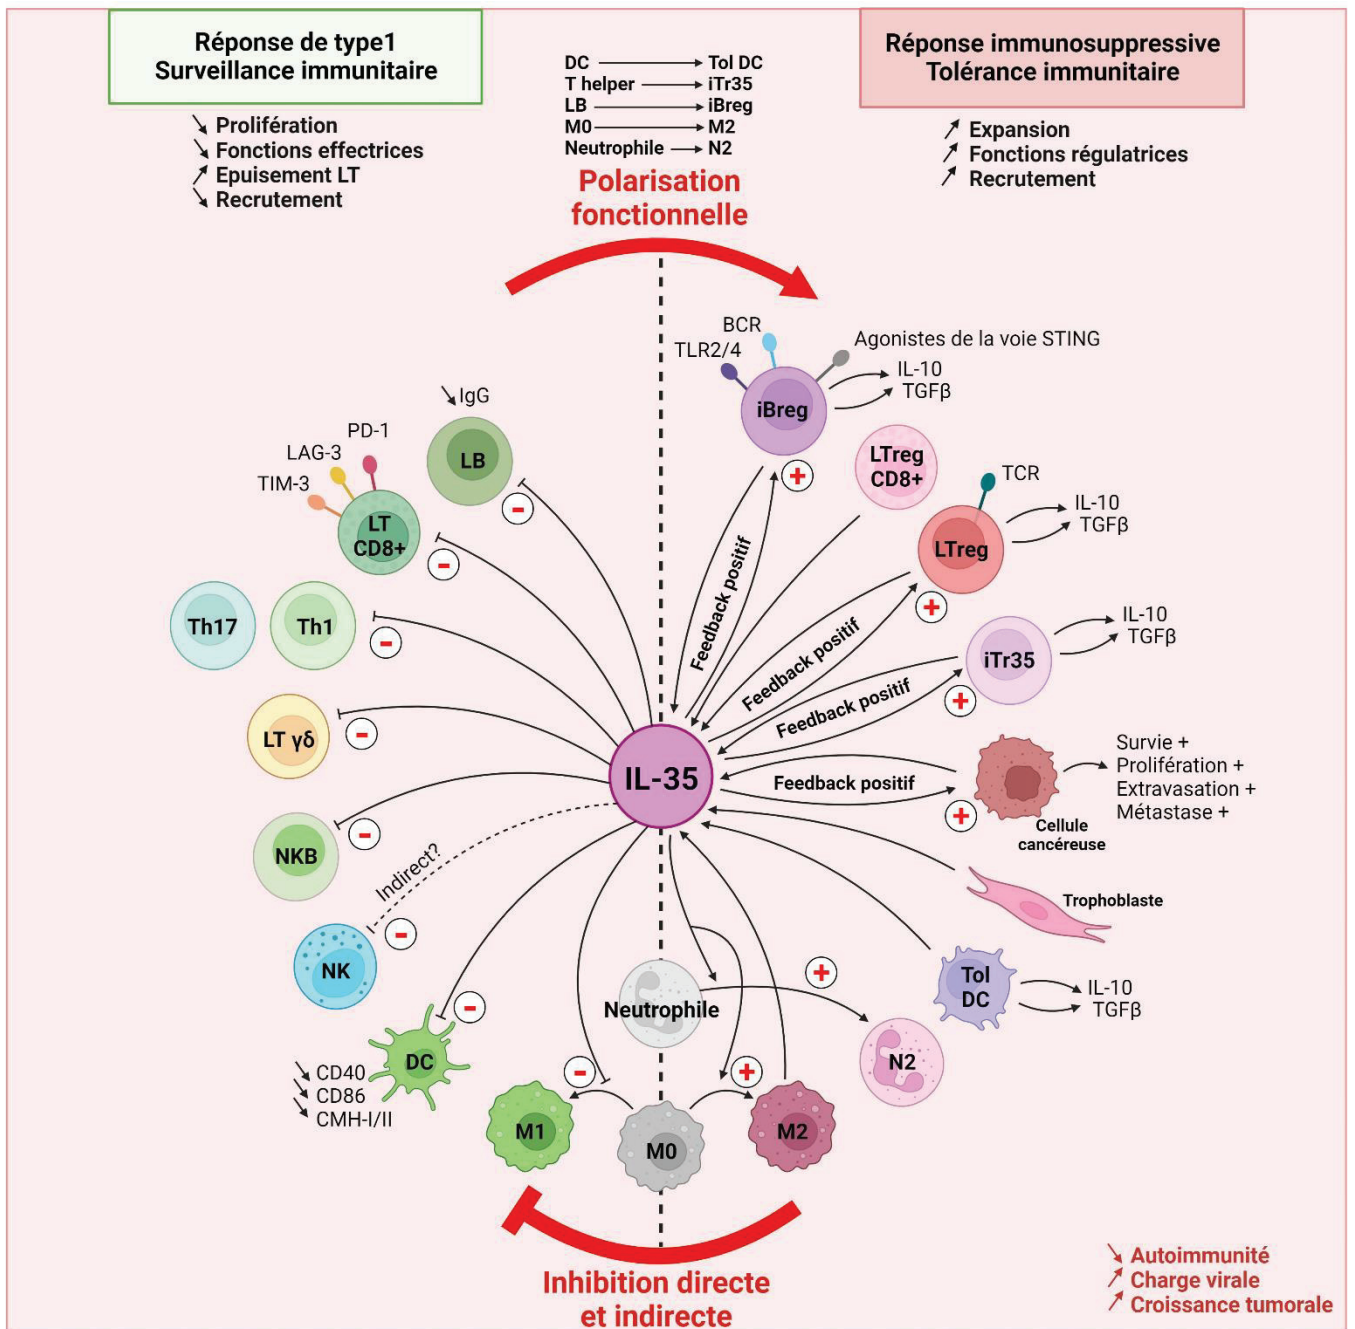 Réponse de type1
Surveillance immunitaire
↘ Prolifération
↘ Fonctions effectrices
↗ Epuisement LT
↘ Recrutement
DC → Tol DC
T helper → iTr35
LB → iBreg
M0 → M2
Neutrophile → N2
Polarisation
fonctionnelle
Réponse immunosuppressive
Tolérance immunitaire
↗ Expansion
↗ Fonctions régulatrices
↗ Recrutement
↘ IgG
LB
-
PD-1
LAG-3
TIM-3
LT
CD8+
-
Th17
Th1
-
LT γδ
-
NKB
-
Indirect?
NK
-
DC
-
↘ CD40
↘ CD86
↘ CMH-I/II
IL-35
BCR
TLR2/4
Agonistes de la voie STING
iBreg
IL-10
TGFβ
+
Feedback positif
LTreg
CD8+
TCR
LTreg
IL-10
TGFβ
+
Feedback positif
iTr35
IL-10
TGFβ
+
Feedback positif
Cellule
cancéreuse
Survie +
Prolifération +
Extravasation +
Métastase +
+
Feedback positif
Trophoblaste
Tol
DC
IL-10
TGFβ
Neutrophile
+
N2
-
M1
M0
+
M2
Inhibition directe
et indirecte
↘ Autoimmunité
↗ Charge virale
↗ Croissance tumorale